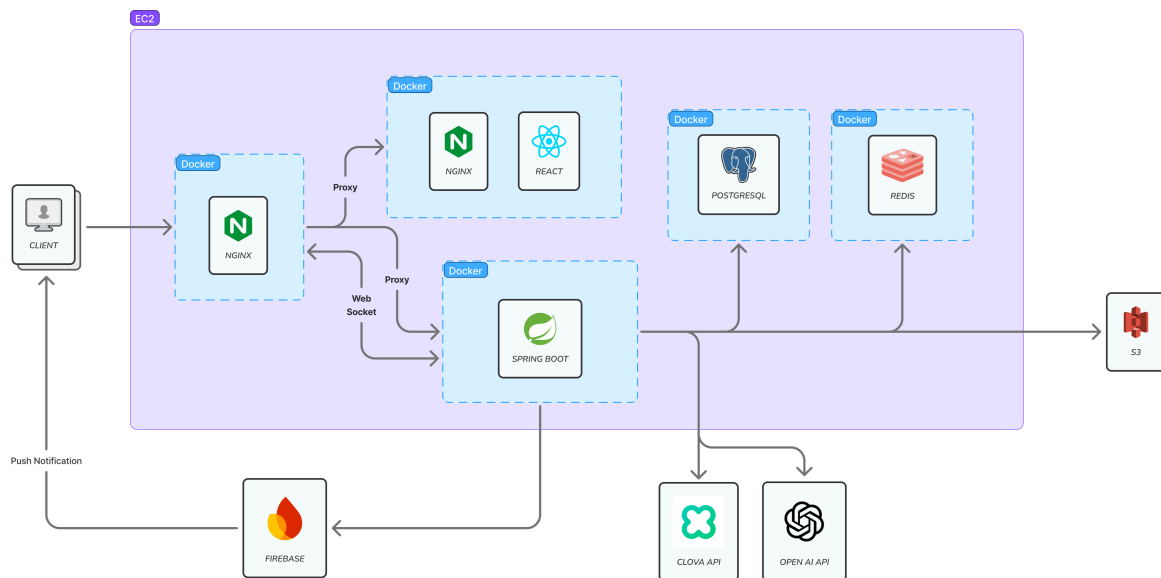 EC2
Docker
NGINX
REACT
Docker
POSTGRESQL
Docker
REDIS
Docker
NGINX
CLIENT
Proxy
Proxy
Web
Socket
Docker
SPRING BOOT
S3
Push Notification
FIREBASE
CLOVA API
OPEN AI API